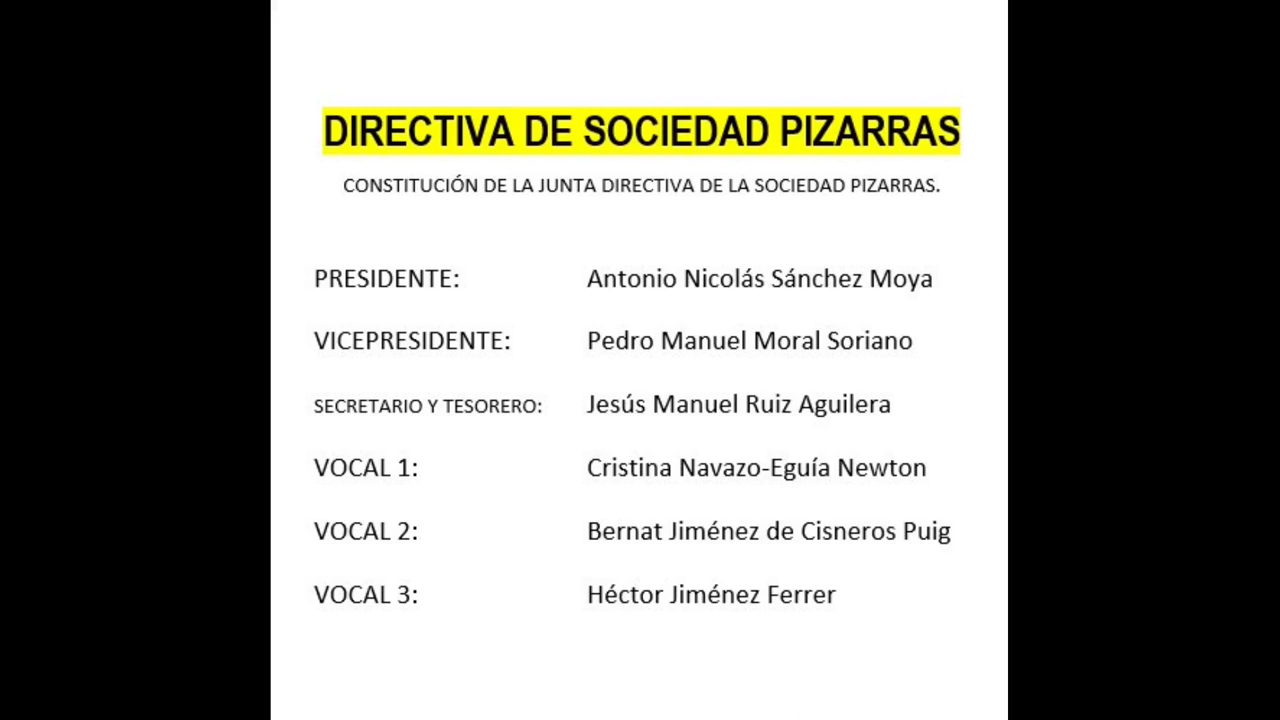 DIRECTIVA DE SOCIEDAD PIZARRAS
CONSTITUCIÓN DE LA JUNTA DIRECTIVA DE LA SOCIEDAD PIZARRAS.
PRESIDENTE: Antonio Nicolás Sánchez Moya
VICEPRESIDENTE: Pedro Manuel Moral Soriano
SECRETARIO Y TESORERO: Jesús Manuel Ruiz Aguilera
VOCAL 1: Cristina Navazo-Eguía Newton
VOCAL 2: Bernat Jiménez de Cisneros Puig
VOCAL 3: Héctor Jiménez Ferrer